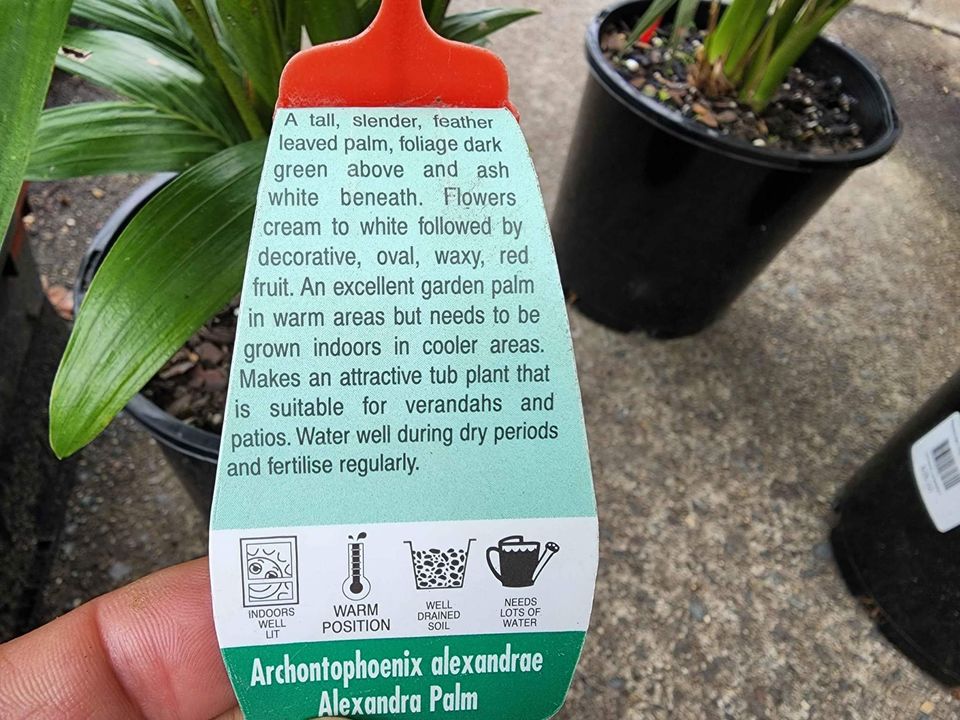 A tall, slender, feather
leaved palm, foliage dark
green above and ash
white beneath. Flowers
cream to white followed by
decorative, oval, waxy, red
fruit. An excellent garden palm
in warm areas but needs to be
grown indoors in cooler areas.
Makes an attractive tub plant that
is suitable for verandahs and
patios. Water well during dry periods
and fertilise regularly.
INDOORS
WELL
LIT
WARM
POSITION
WELL
DRAINED
SOIL
NEEDS
LOTS OF
WATER
Archontophoenix alexandrae
Alexandra Palm